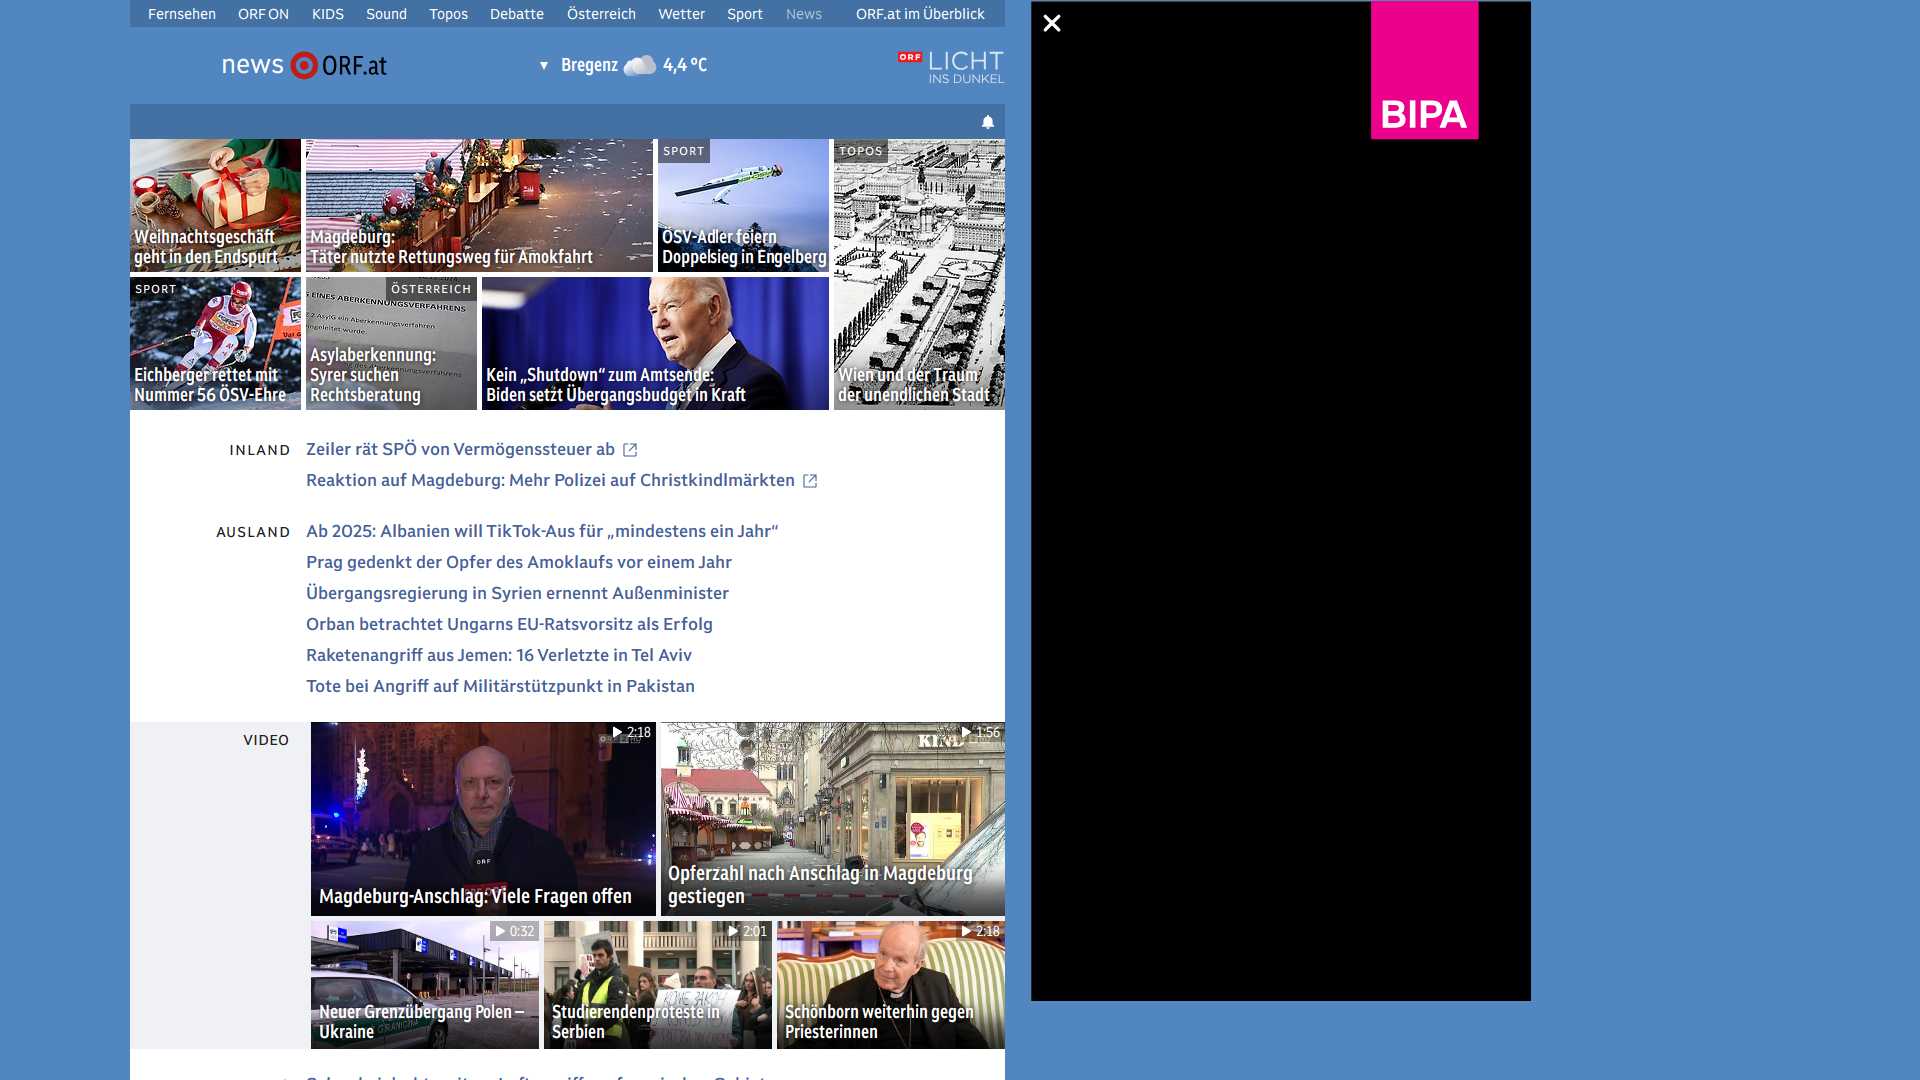 Fernsehen ORF ON KIDS Sound Topos Debatte Österreich Wetter Sport News ORF.at im Überblick
news ORF.at
Bregenz 4,4 °C
ORF LICHT
INS DUNKEL
BIPA
Weihnachtsgeschäft
geht in den Endspurt
Magdeburg:
Täter nutzte Rettungsweg für Amokfahrt
SPORT
ÖSV-Adler feiern
Doppelsieg in Engelberg
TOPOS
Wien und der Traum
der unendlichen Stadt
SPORT
Eichberger rettet mit
Nummer 56 ÖSV-Ehre
ÖSTERREICH
EINES ABERKENNUNGSVERFAHRENS
Asylaberkennung:
Syrer suchen
Rechtsberatung
Kein „Shutdown“ zum Amtsende:
Biden setzt Übergangsbudget in Kraft
INLAND
Zeiler rät SPÖ von Vermögenssteuer ab
Reaktion auf Magdeburg: Mehr Polizei auf Christkindlmärkten
AUSLAND
Ab 2025: Albanien will TikTok-Aus für „mindestens ein Jahr“
Prag gedenkt der Opfer des Amoklaufs vor einem Jahr
Übergangsregierung in Syrien ernennt Außenminister
Orban betrachtet Ungarns EU-Ratsvorsitz als Erfolg
Raketenangriff aus Jemen: 16 Verletzte in Tel Aviv
Tote bei Angriff auf Militärstützpunkt in Pakistan
VIDEO
2:18
ORF
Magdeburg-Anschlag: Viele Fragen offen
1:56
KIND
Opferzahl nach Anschlag in Magdeburg
gestiegen
0:32
Neuer Grenzübergang Polen –
Ukraine
2:01
Studierendenproteste in
Serbien
2:18
Schönborn weiterhin gegen
Priesterinnen